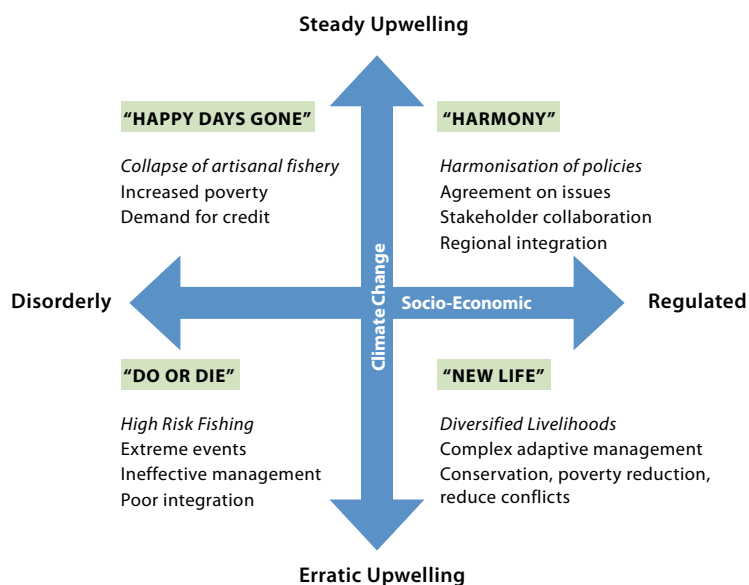 Steady Upwelling
“HAPPY DAYS GONE”
Collapse of artisanal fishery
Increased poverty
Demand for credit
“HARMONY”
Harmonisation of policies
Agreement on issues
Stakeholder collaboration
Regional integration
Disorderly
Climate Change
Socio-Economic
Regulated
“DO OR DIE”
High Risk Fishing
Extreme events
Ineffective management
Poor integration
“NEW LIFE”
Diversified Livelihoods
Complex adaptive management
Conservation, poverty reduction,
reduce conflicts
Erratic Upwelling